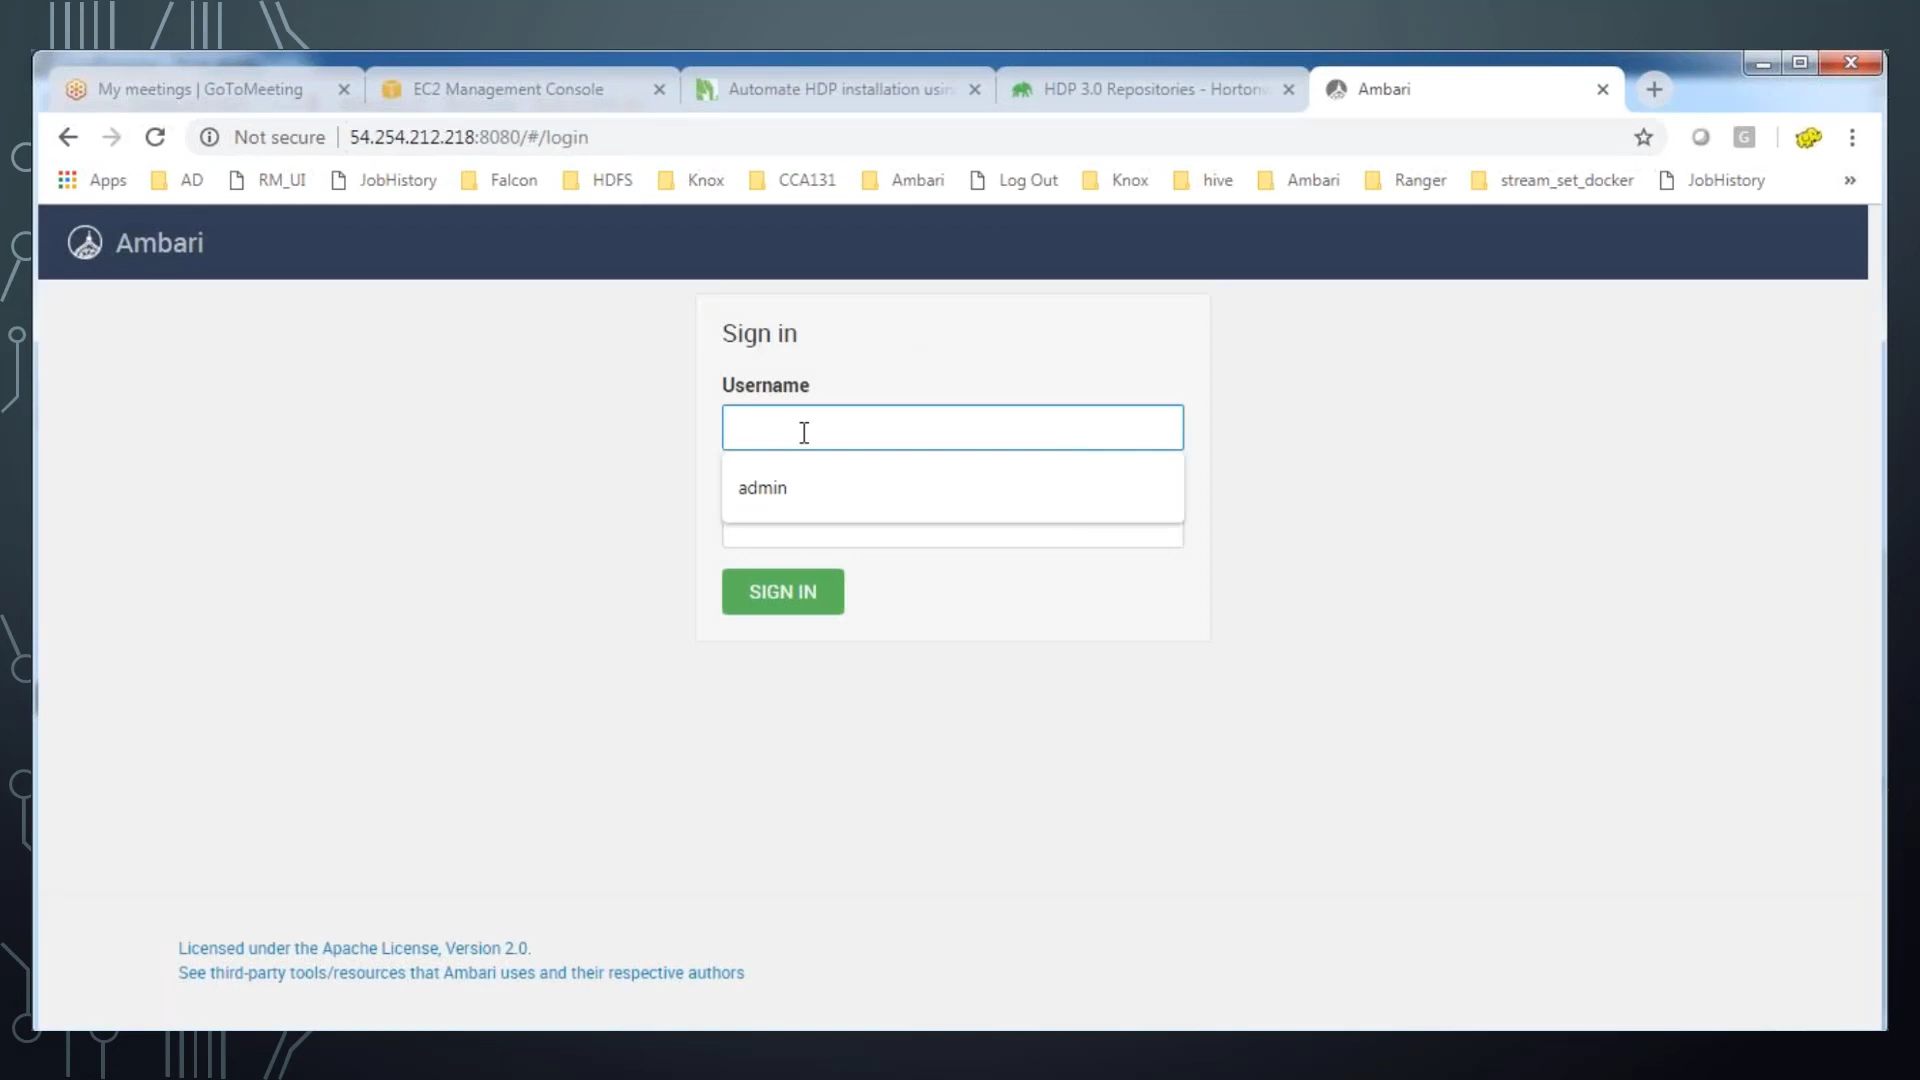 My meetings | GoToMeeting
EC2 Management Console
Automate HDP installation usin
HDP 3.0 Repositories - Horton
Ambari
Not secure
54.254.212.218:8080/#/login
G
Apps
AD
RM_UI
JobHistory
Falcon
HDFS
Knox
CCA131
Ambari
Log Out
Knox
hive
Ambari
Ranger
stream_set_docker
JobHistory
»
Ambari
Sign in
Username
admin
SIGN IN
Licensed under the Apache License, Version 2.0.
See third-party tools/resources that Ambari uses and their respective authors